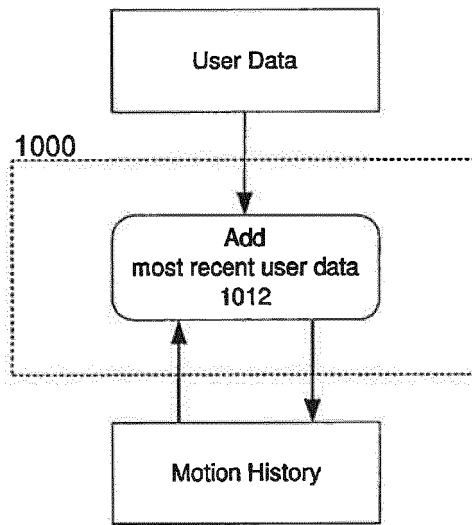 User Data
1000
Add
most recent user data
1012
Motion History